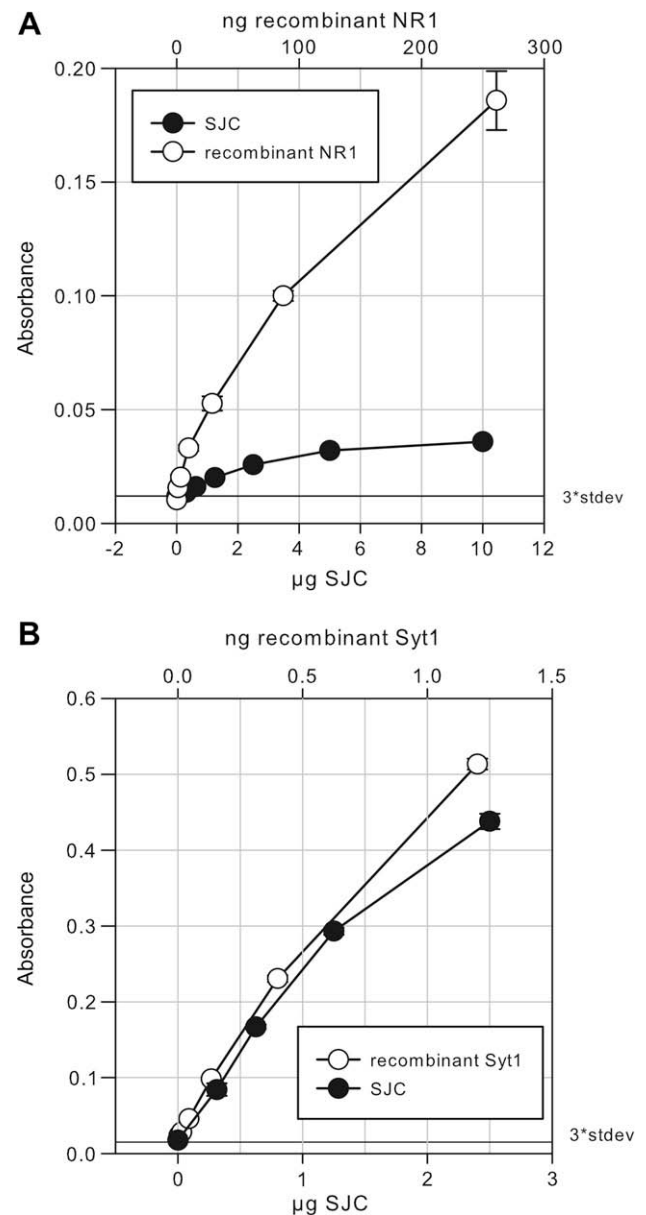 A
ng recombinant NR1
0 100 200 300
0.20
SJC
recombinant NR1
0.15
Absorbance
0.10
0.05
3*stdev
0.00
-2 0 2 4 6 8 10 12
µg SJC
B
ng recombinant Syt1
0.0 0.5 1.0 1.5
0.6
0.5
0.4
Absorbance
0.3
0.2
recombinant Syt1
SJC
0.1
3*stdev
0.0
0 1 2 3
µg SJC